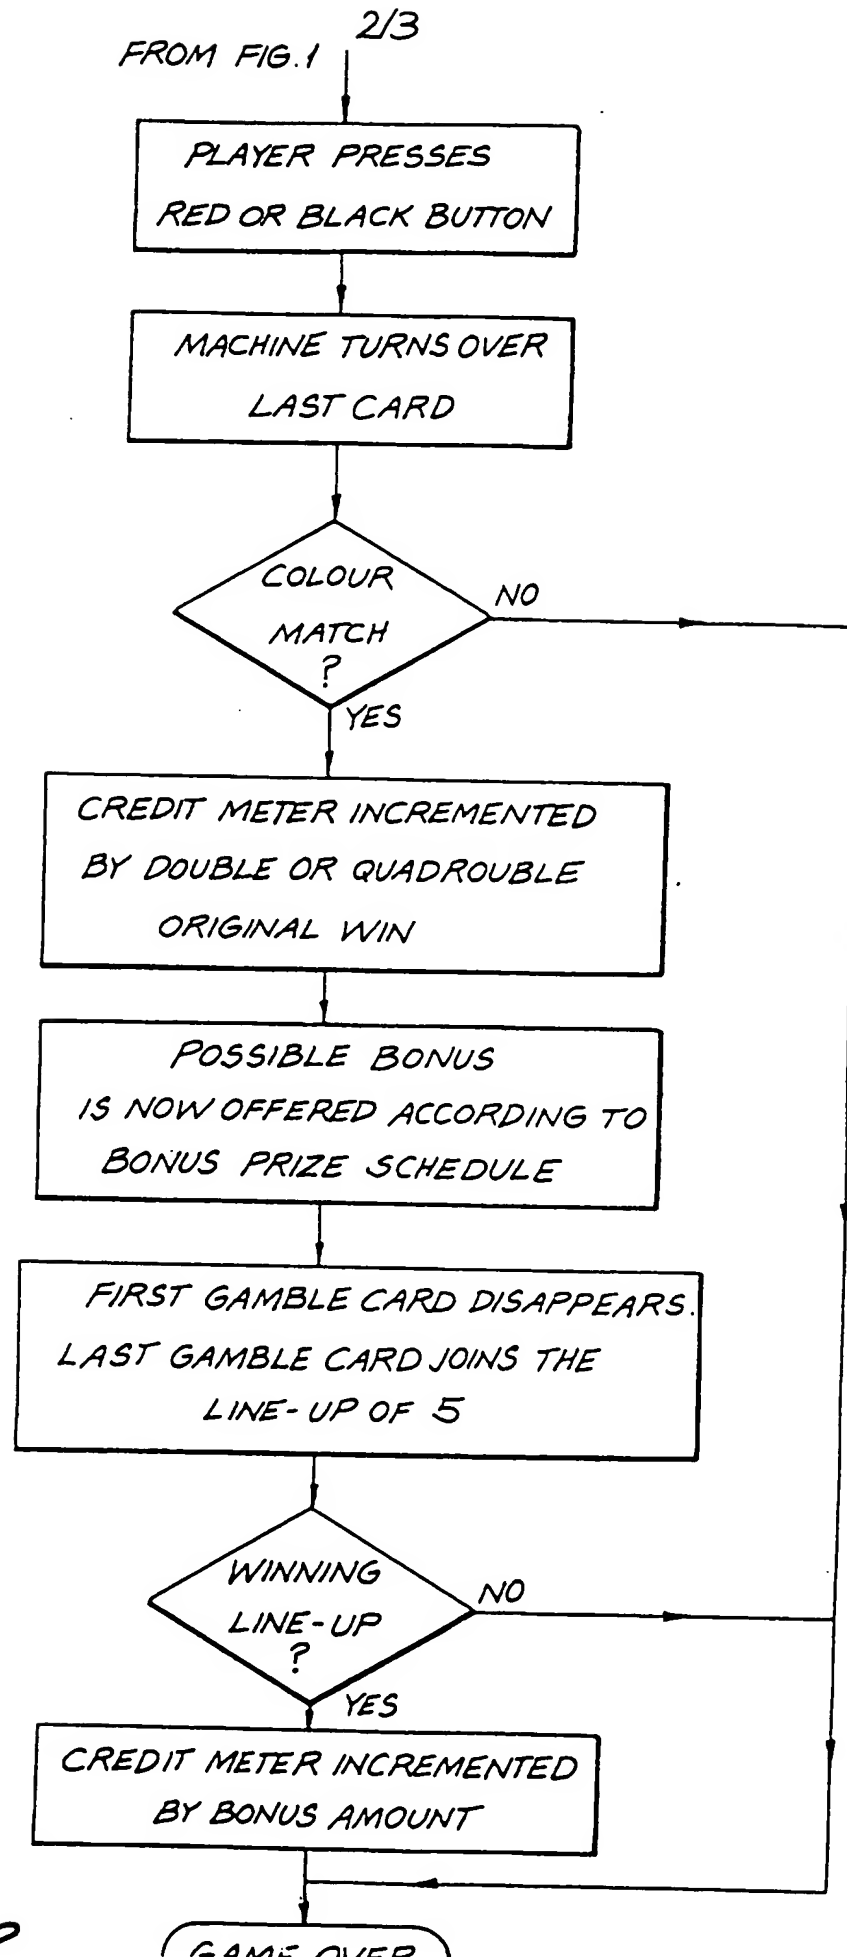 2/3
FROM FIG.1
PLAYER PRESSES
RED OR BLACK BUTTON
MACHINE TURNS OVER
LAST CARD
COLOUR
MATCH
?
NO
YES
CREDIT METER INCREMENTED
BY DOUBLE OR QUADROUBLE
ORIGINAL WIN
POSSIBLE BONUS
IS NOW OFFERED ACCORDING TO
BONUS PRIZE SCHEDULE
FIRST GAMBLE CARD DISAPPEARS.
LAST GAMBLE CARD JOINS THE
LINE-UP OF 5
WINNING
LINE-UP
?
NO
YES
CREDIT METER INCREMENTED
BY BONUS AMOUNT
GAME OVER